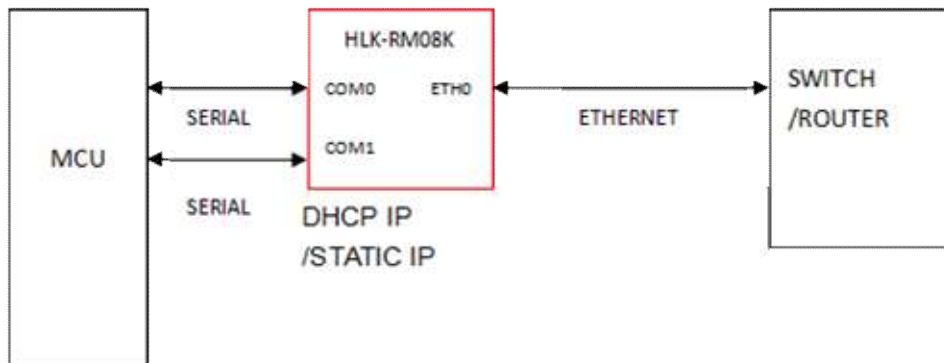 HLK-RM08K
COM0 ETH0
SERIAL
COM1
MCU
SERIAL
DHCP IP
/STATIC IP
ETHERNET
SWITCH
/ROUTER